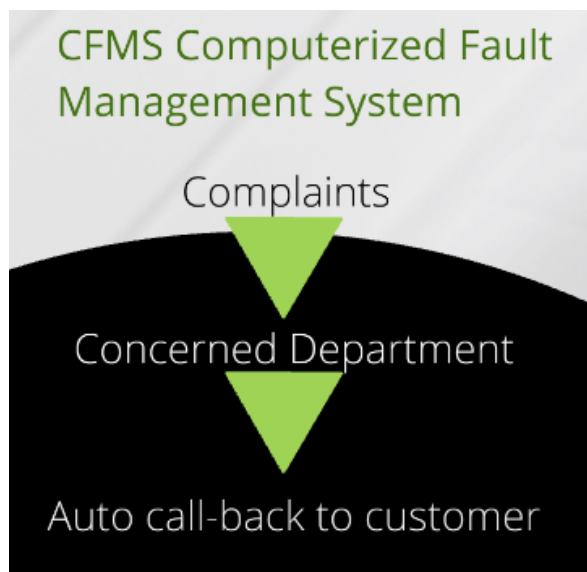 CFMS Computerized Fault
Management System
Complaints
Concerned Department
Auto call-back to customer